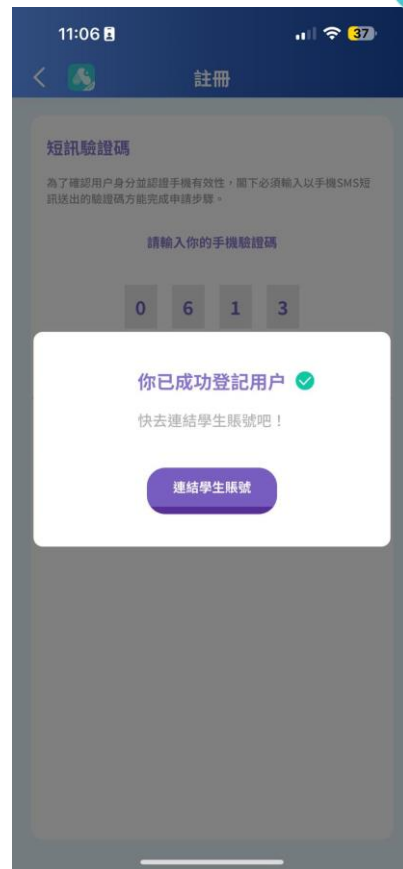 11:06
37
註冊
短訊驗證碼
為了確認用户身分並認證手機有效性，閣下必須輸入以手機SMS短
訊送出的驗證碼方能完成申請步驟。
請輸入你的手機驗證碼
0 6 1 3
你已成功登記用户
快去連結學生賬號吧！
連結學生賬號